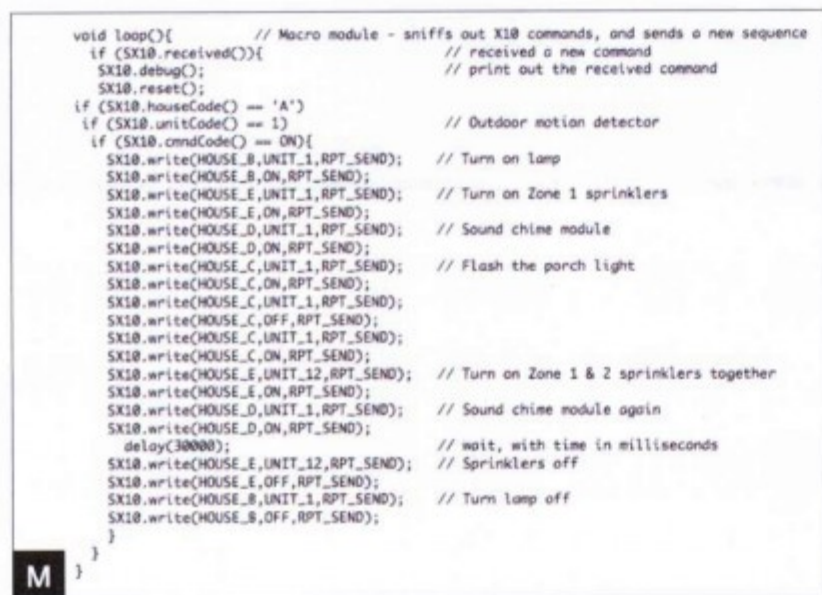 void loop(){ // Macro module - sniffs out X10 commands, and sends a new sequence
if (SX10.received()){ // received a new command
SX10.debug(); // print out the received command
SX10.reset();
if (SX10.houseCode() == 'A')
if (SX10.unitCode() == 1) // Outdoor motion detector
if (SX10.cmndCode() == ON){
SX10.write(HOUSE_B,UNIT_1,RPT_SEND); // Turn on lamp
SX10.write(HOUSE_B,ON,RPT_SEND);
SX10.write(HOUSE_E,UNIT_1,RPT_SEND); // Turn on Zone 1 sprinklers
SX10.write(HOUSE_E,ON,RPT_SEND);
SX10.write(HOUSE_D,UNIT_1,RPT_SEND); // Sound chime module
SX10.write(HOUSE_D,ON,RPT_SEND);
SX10.write(HOUSE_C,UNIT_1,RPT_SEND); // Flash the porch light
SX10.write(HOUSE_C,ON,RPT_SEND);
SX10.write(HOUSE_C,UNIT_1,RPT_SEND);
SX10.write(HOUSE_C,OFF,RPT_SEND);
SX10.write(HOUSE_C,UNIT_1,RPT_SEND);
SX10.write(HOUSE_C,ON,RPT_SEND);
SX10.write(HOUSE_E,UNIT_12,RPT_SEND); // Turn on Zone 1 & 2 sprinklers together
SX10.write(HOUSE_E,ON,RPT_SEND);
SX10.write(HOUSE_D,UNIT_1,RPT_SEND); // Sound chime module again
SX10.write(HOUSE_D,ON,RPT_SEND);
delay(30000); // wait, with time in milliseconds
SX10.write(HOUSE_E,UNIT_12,RPT_SEND); // Sprinklers off
SX10.write(HOUSE_E,OFF,RPT_SEND);
SX10.write(HOUSE_B,UNIT_1,RPT_SEND); // Turn lamp off
SX10.write(HOUSE_B,OFF,RPT_SEND);
}
}
}
M